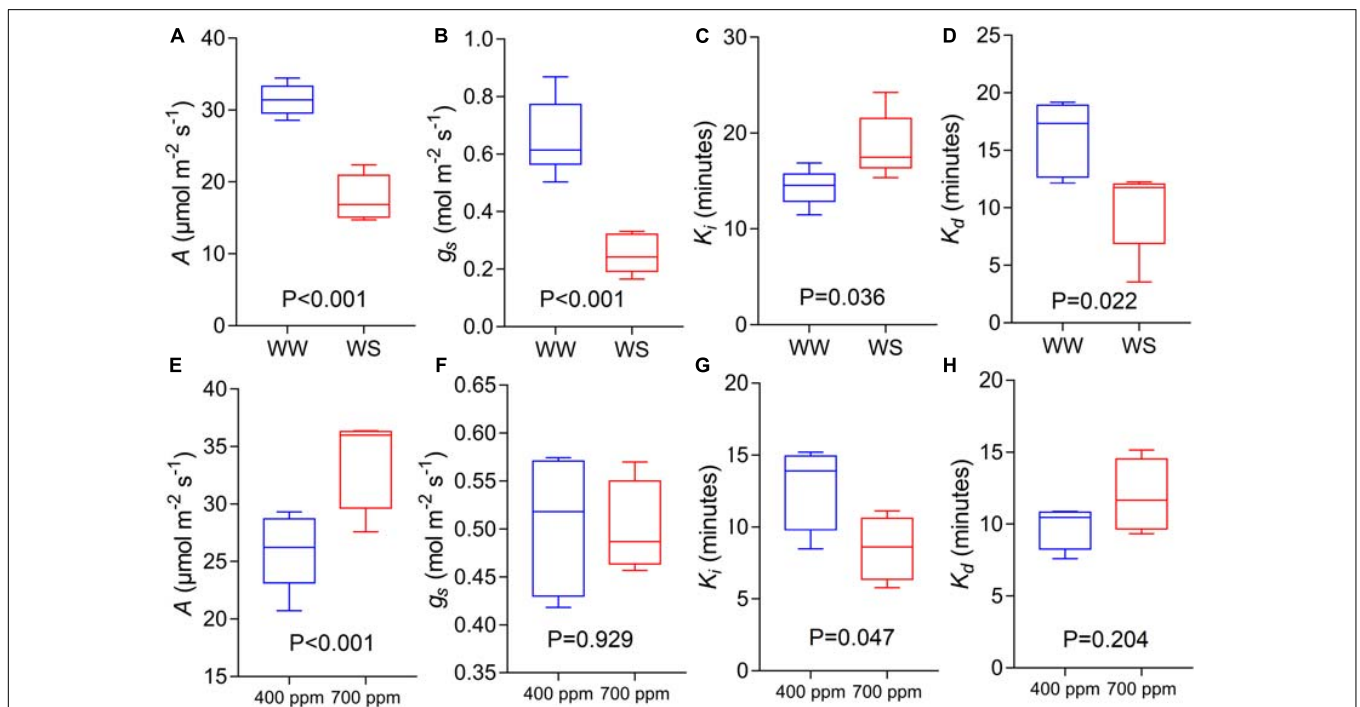 A
40
30
20
10
0
A (µmol m⁻² s⁻¹)
P<0.001
WW WS
B
1.0
0.8
0.6
0.4
0.2
0.0
gₛ (mol m⁻² s⁻¹)
P<0.001
WW WS
C
30
20
10
0
Kᵢ (minutes)
P=0.036
WW WS
D
25
20
15
10
5
0
K_d (minutes)
P=0.022
WW WS
E
40
35
30
25
20
15
A (µmol m⁻² s⁻¹)
P<0.001
400 ppm 700 ppm
F
0.65
0.60
0.55
0.50
0.45
0.40
0.35
gₛ (mol m⁻² s⁻¹)
P=0.929
400 ppm 700 ppm
G
20
15
10
5
0
Kᵢ (minutes)
P=0.047
400 ppm 700 ppm
H
20
15
10
5
0
K_d (minutes)
P=0.204
400 ppm 700 ppm